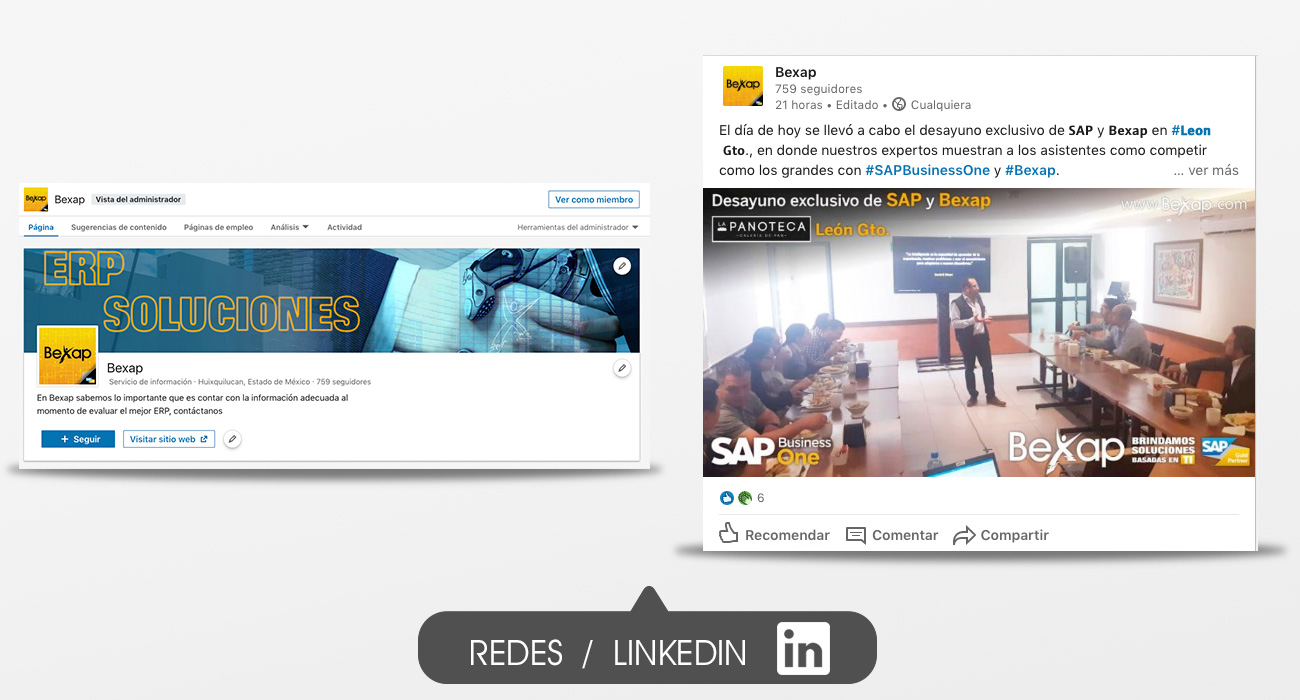 Bexap
Bexap
Vista del administrador
Ver como miembro
Página
Sugerencias de contenido
Páginas de empleo
Análisis
Actividad
Herramientas del administrador
ERP
SOLUCIONES
Bexap
Bexap
Servicio de información · Huixquilucan, Estado de México · 759 seguidores
En Bexap sabemos lo importante que es contar con la información adecuada al
momento de evaluar el mejor ERP, contáctanos
+ Seguir
Visitar sitio web
Bexap
Bexap
759 seguidores
21 horas • Editado • Cualquiera
El día de hoy se llevó a cabo el desayuno exclusivo de SAP y Bexap en #Leon
Gto., en donde nuestros expertos muestran a los asistentes como competir
como los grandes con #SAPBusinessOne y #Bexap.
... ver más
Desayuno exclusivo de SAP y Bexap
www.Bexap.com
LA PANOTECA
GALERÍA DE PAN
León Gto.
SAP Business
One
Bexap
BRINDAMOS
SOLUCIONES
BASADAS EN TI
SAP
Gold
Partner
6
Recomendar
Comentar
Compartir
REDES / LINKEDIN in